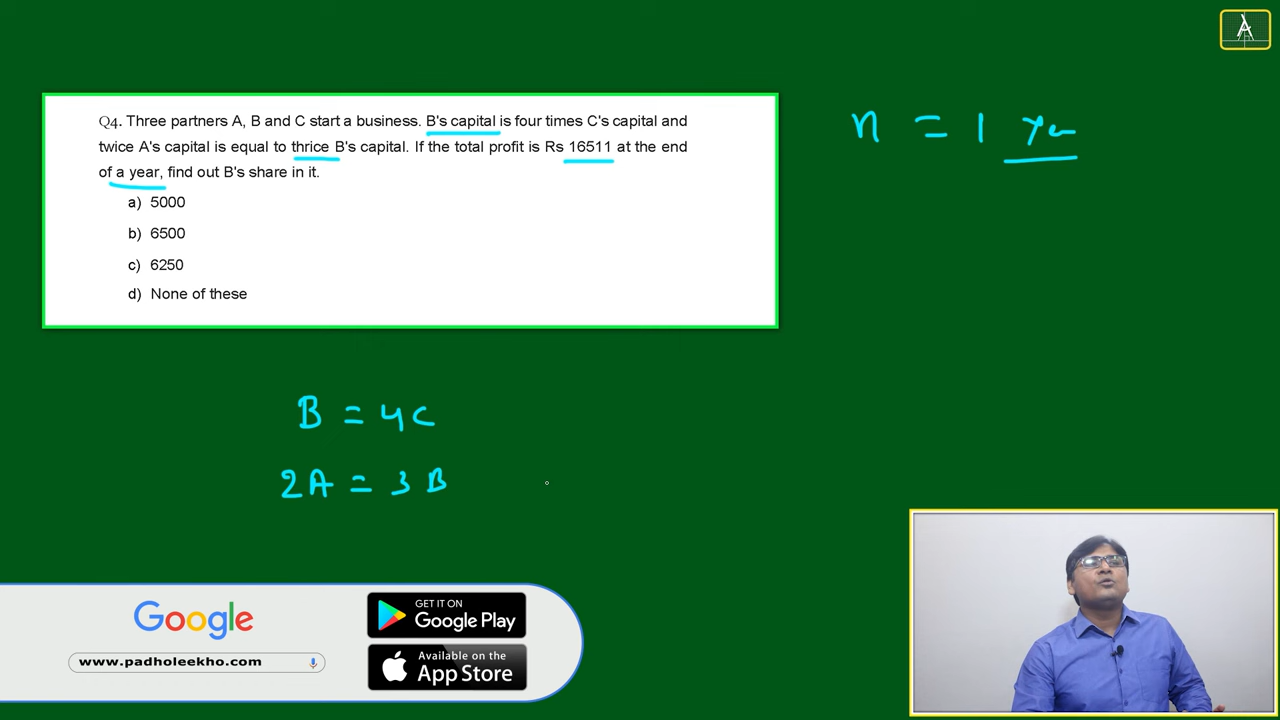 Q4. Three partners A, B and C start a business. B's capital is four times C's capital and
twice A's capital is equal to thrice B's capital. If the total profit is Rs 16511 at the end
of a year, find out B's share in it.
a) 5000
b) 6500
c) 6250
d) None of these
n = 1 year
B = 4C
2A = 3B
Google
www.padholeekho.com
GET IT ON
Google Play
Available on the
App Store